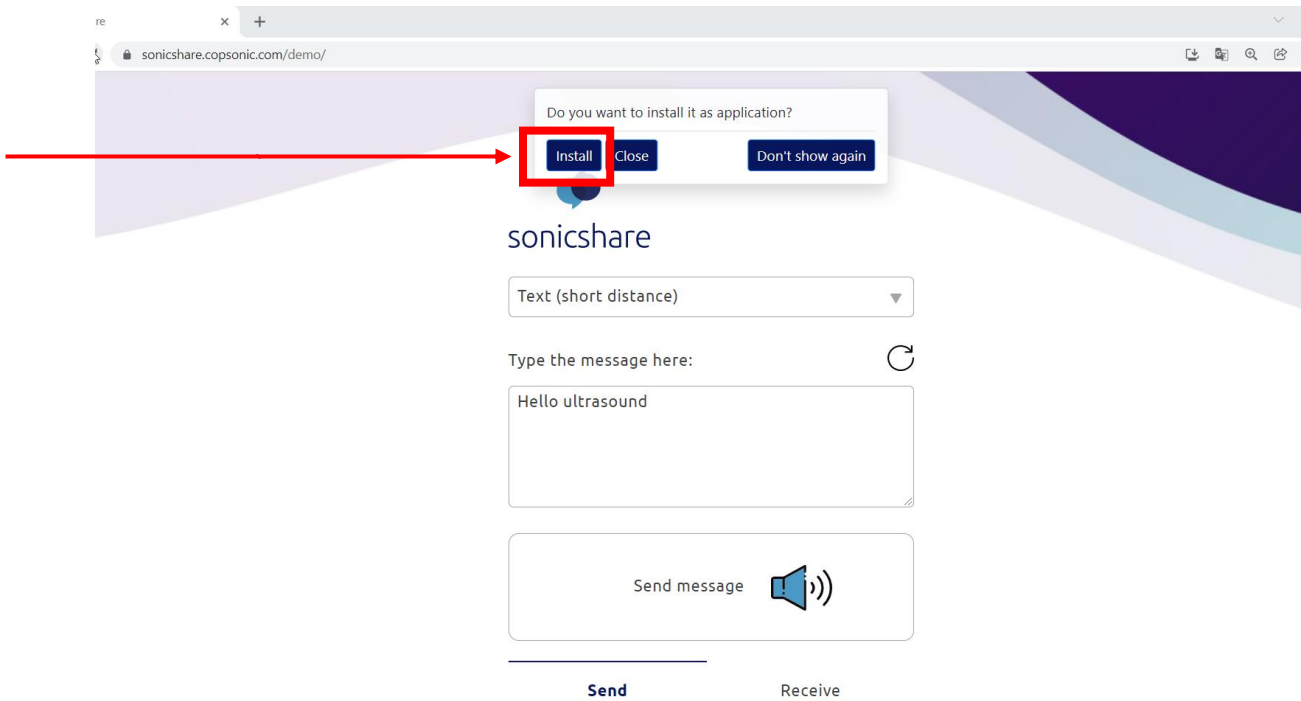 re
sonicshare.copsonic.com/demo/
Do you want to install it as application?
Install Close Don't show again
sonicshare
Text (short distance)
Type the message here:
Hello ultrasound
Send message
Send Receive